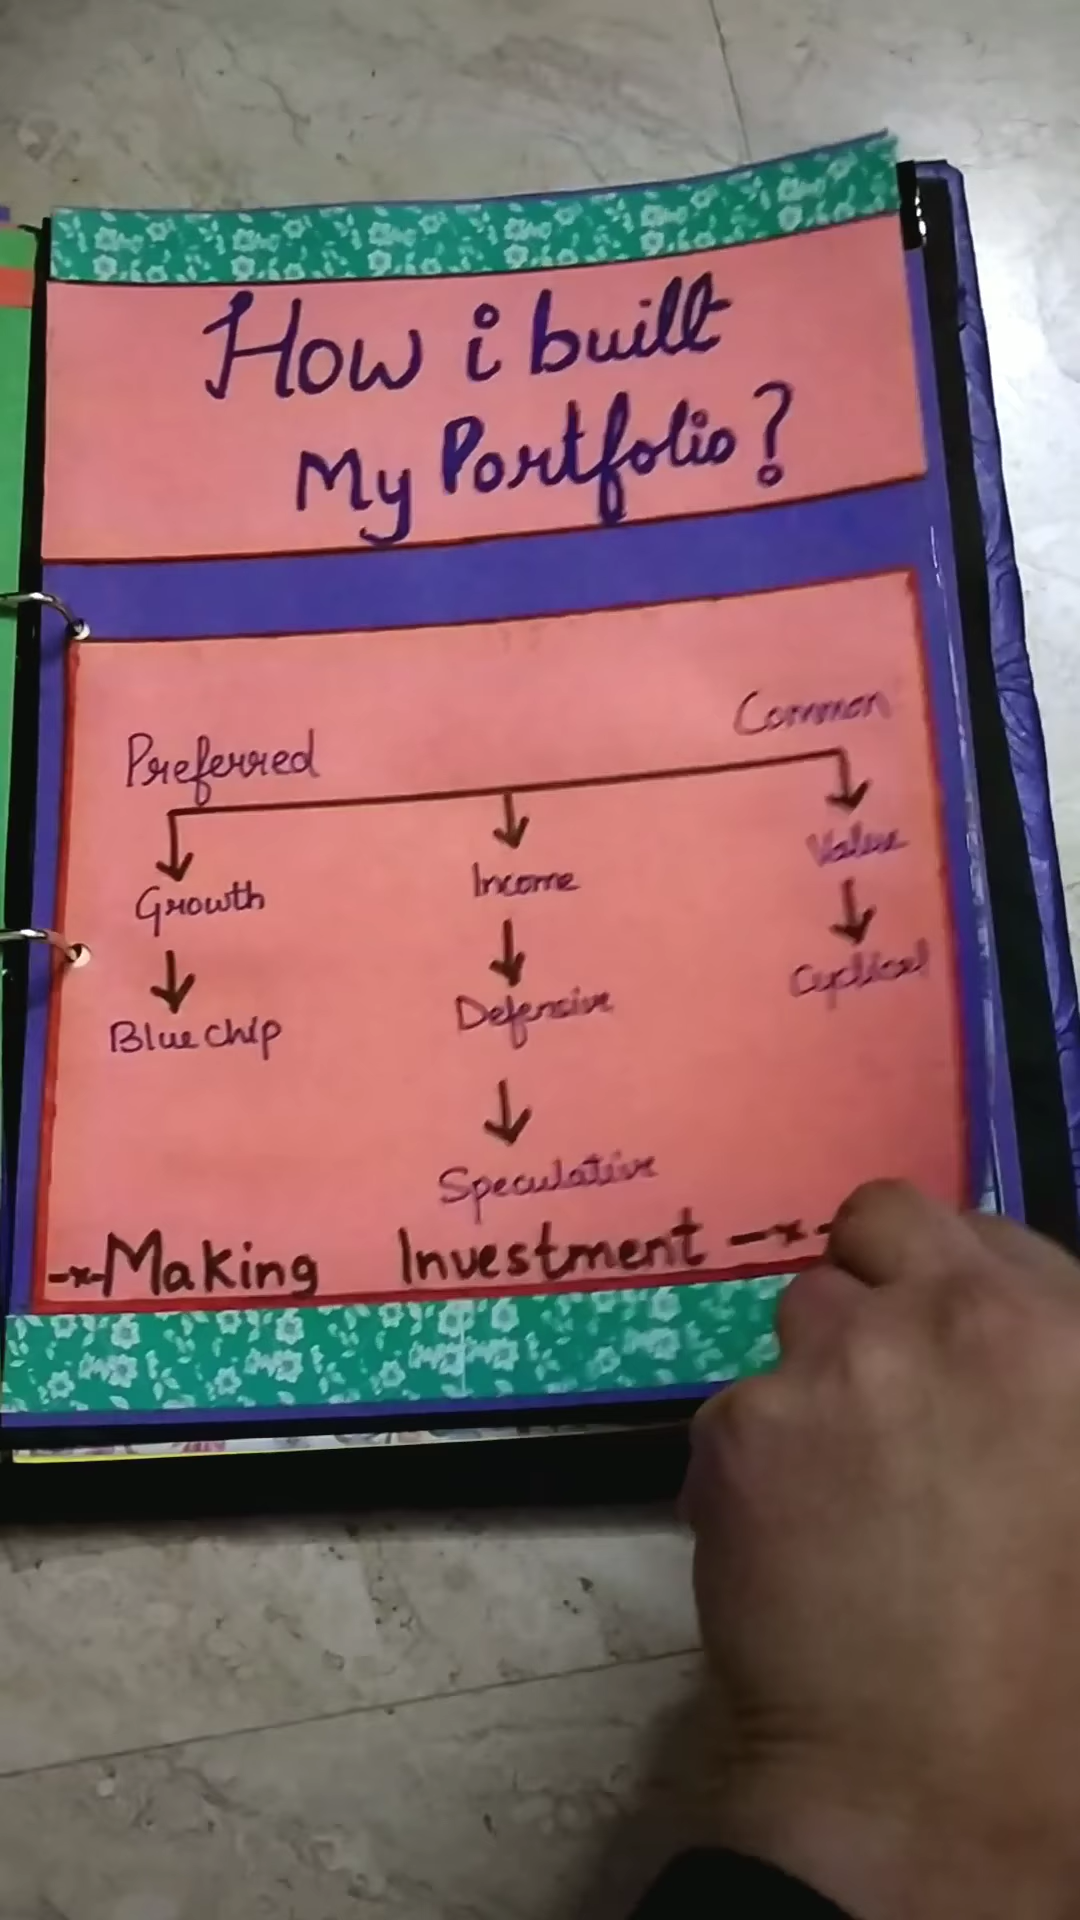 How i built
My Portfolio?
Preferred
Common
Growth
Income
Value
Blue chip
Defensive
Cyclical
Speculative
-x-Making Investment -x-